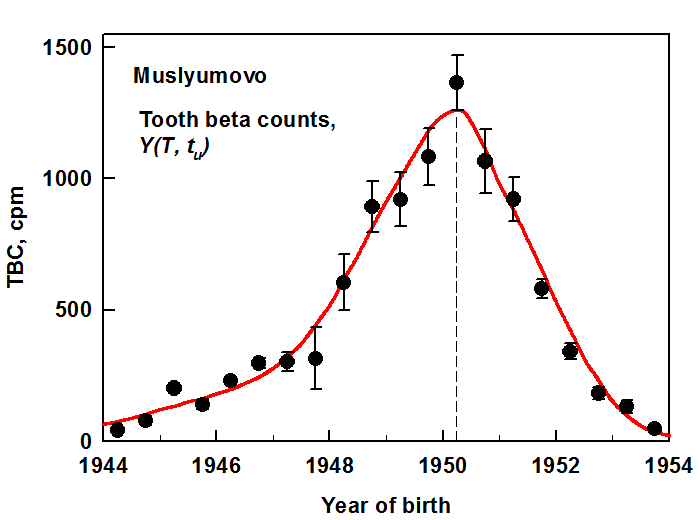 1500
Muslyumovo
Tooth beta counts,
Y(T, tu)
1000
TBC, cpm
500
0
1944 1946 1948 1950 1952 1954
Year of birth